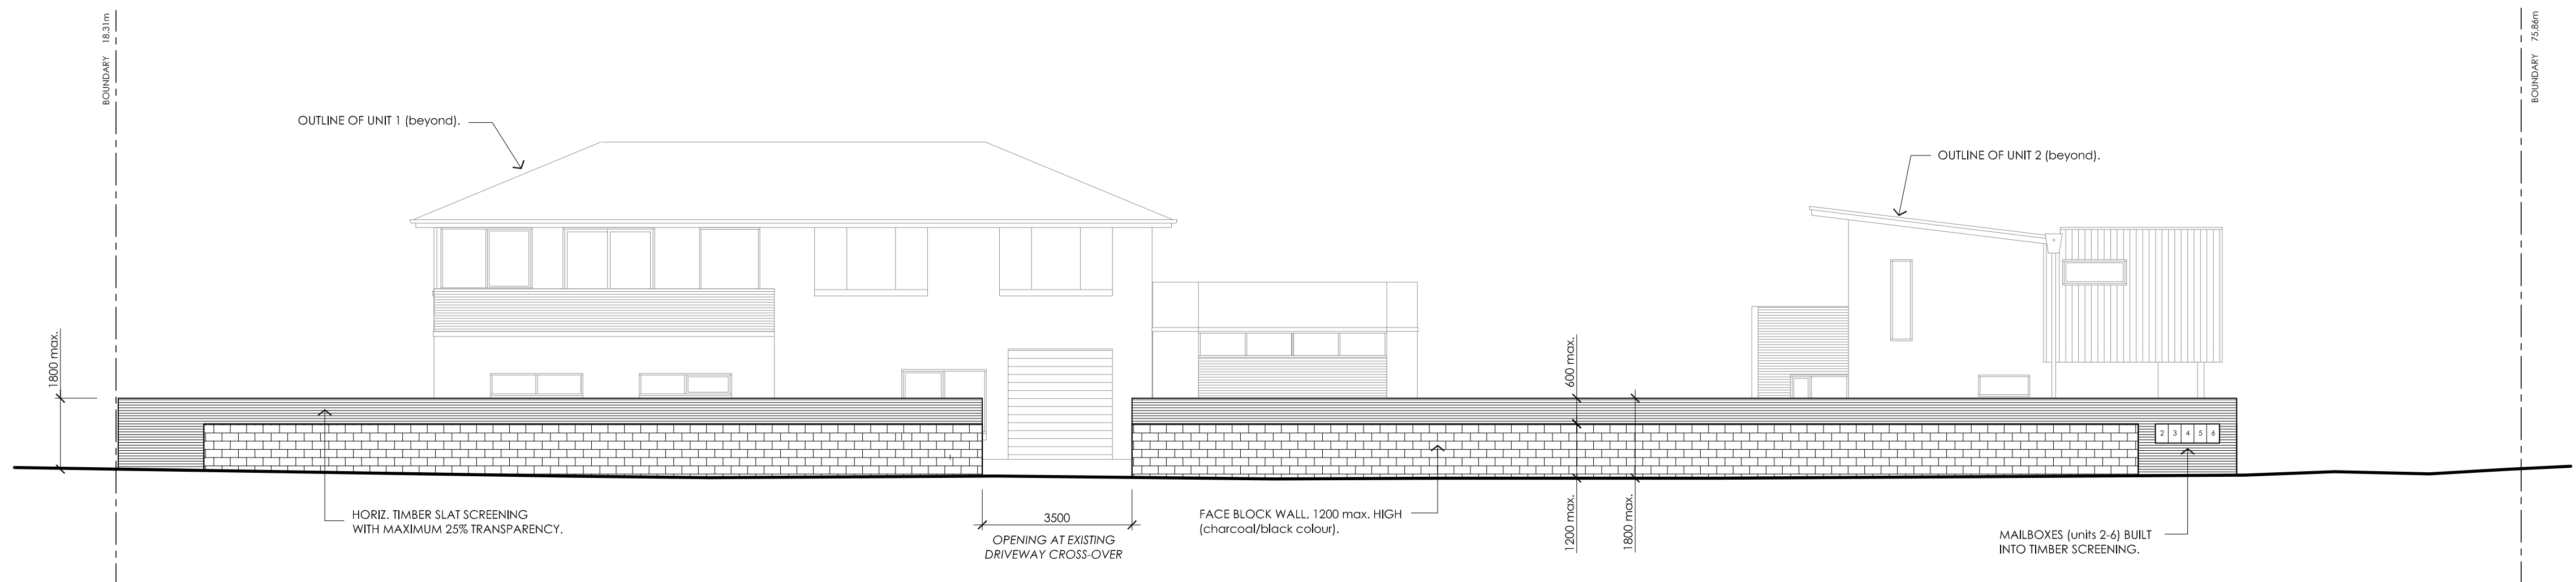 BOUNDARY 18.31m
BOUNDARY 75.86m
OUTLINE OF UNIT 1 (beyond).
OUTLINE OF UNIT 2 (beyond).
1800 max.
600 max.
2 3 4 5 6
HORIZ. TIMBER SLAT SCREENING
WITH MAXIMUM 25% TRANSPARENCY.
3500
OPENING AT EXISTING
DRIVEWAY CROSS-OVER
FACE BLOCK WALL, 1200 max. HIGH
(charcoal/black colour).
1200 max.
1800 max.
MAILBOXES (units 2-6) BUILT
INTO TIMBER SCREENING.